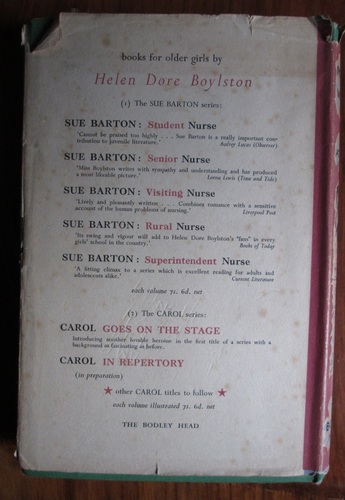 books for older girls by
Helen Dore Boylston
(1) The SUE BARTON series:
SUE BARTON: Student Nurse
"Cannot be praised too highly . . . Sue Barton is a really important con-
tribution to juvenile literature."
Audrey Lucas (Observer)
SUE BARTON: Senior Nurse
"Miss Boylston writes with sympathy and understanding and has produced
a most likeable picture."
Lorna Lewis (Time and Tide)
SUE BARTON: Visiting Nurse
"Lively and pleasantly written . . . Combines romance with a sensitive
account of the human problems of nursing."
Liverpool Post
SUE BARTON: Rural Nurse
"Its swing and vigour will add to Helen Dore Boylston's "fans" in every
girls' school in the country."
Books of Today
SUE BARTON: Superintendent Nurse
"A fitting climax to a series which is excellent reading for adults and
adolescents alike."
Current Literature
each volume 7s. 6d. net
(2) The CAROL series:
CAROL GOES ON THE STAGE
Introducing another lovable heroine in the first title of a series with a
background as fascinating as before.
CAROL IN REPERTORY
(in preparation)
★ other CAROL titles to follow ★
each volume illustrated 7s. 6d. net
THE BODLEY HEAD